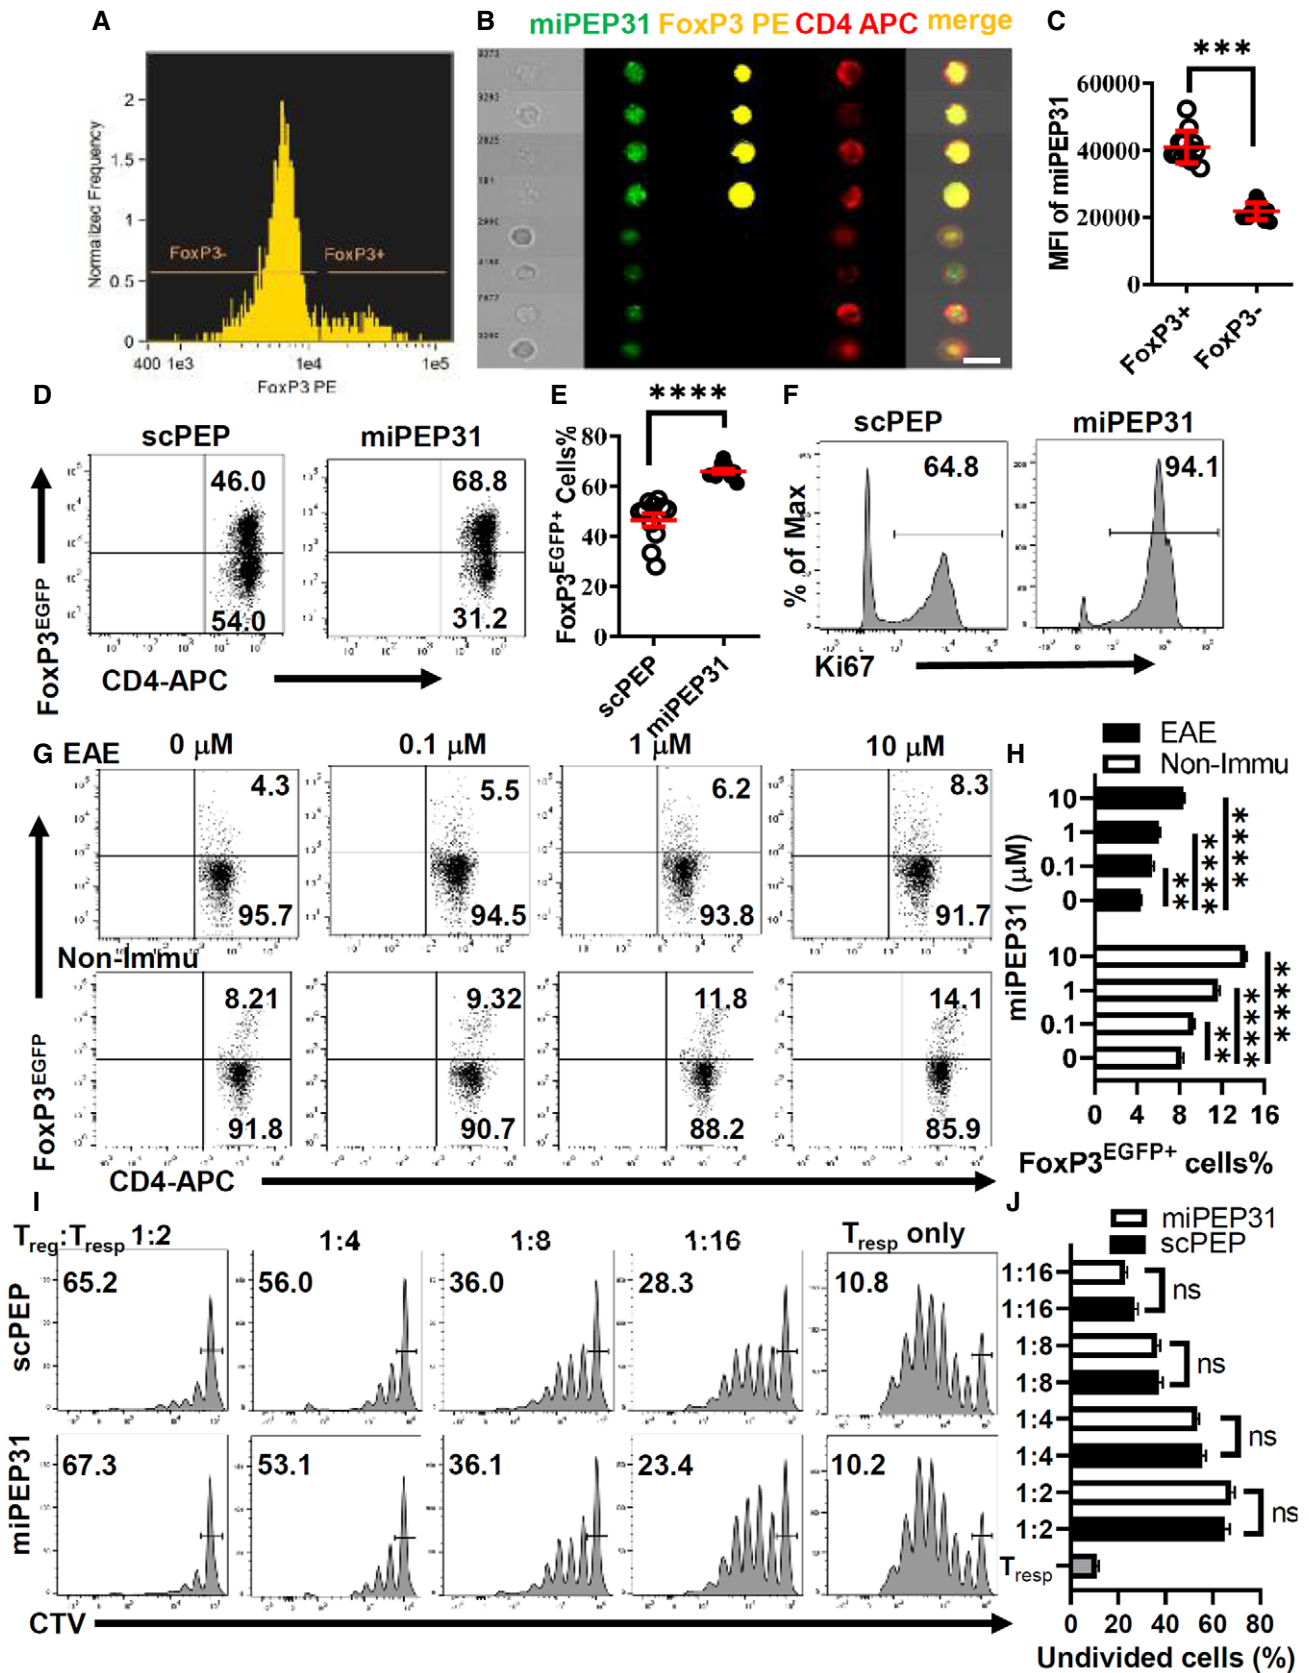 A
Normalized Frequency
2
1.5
1
0.5
0
FoxP3-
FoxP3+
400 1e3 1e4 1e5
FoxP3 PE
B
miPEP31 FoxP3 PE CD4 APC merge
C
***
MFI of miPEP31
60000
40000
20000
0
FoxP3+
FoxP3-
D
scPEP
miPEP31
46.0
54.0
68.8
31.2
FoxP3EGFP
CD4-APC
E
****
FoxP3EGFP+ Cells%
80
60
40
20
0
scPEP
miPEP31
F
scPEP
miPEP31
64.8
94.1
% of Max
Ki67
G
EAE
0 μM
0.1 μM
1 μM
10 μM
4.3
5.5
6.2
8.3
95.7
94.5
93.8
91.7
Non-Immu
8.21
9.32
11.8
14.1
91.8
90.7
88.2
85.9
FoxP3EGFP
CD4-APC
H
EAE
Non-Immu
miPEP31 (μM)
10
1
0.1
0
10
1
0.1
0
**
****
****
**
****
****
0 4 8 12 16
FoxP3EGFP+ cells%
I
Treg:Tresp 1:2
1:4
1:8
1:16
Tresp only
scPEP
65.2
56.0
36.0
28.3
10.8
miPEP31
67.3
53.1
36.1
23.4
10.2
CTV
J
miPEP31
scPEP
1:16
1:16
ns
1:8
1:8
ns
1:4
1:4
ns
1:2
1:2
ns
Tresp
0 20 40 60 80
Undivided cells (%)